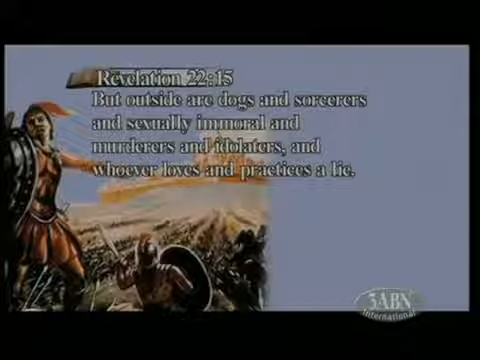 Revelation 22:15
But outside are dogs and sorcerers
and sexually immoral and
murderers and idolaters, and
whoever loves and practices a lie.
3ABN
International